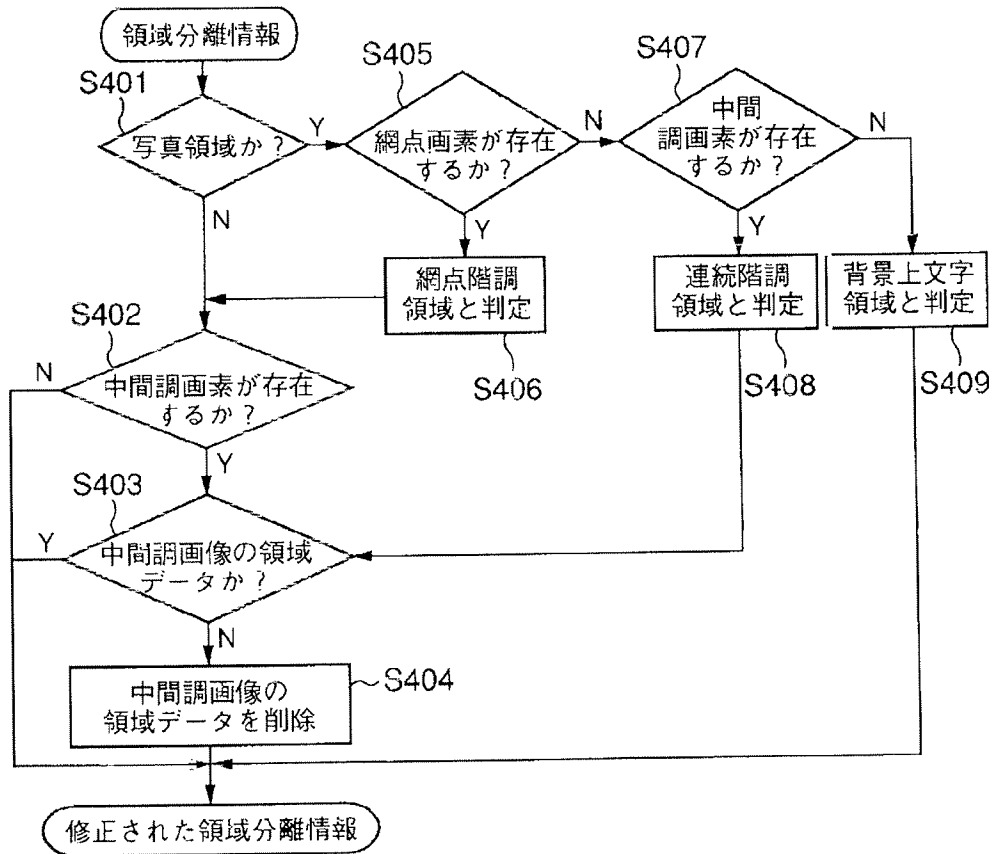 領域分離情報
S401
写真領域か？
Y
N
S405
網点画素が存在
するか？
N
Y
S407
中間
調画素が存在
するか？
N
Y
網点階調
領域と判定
S406
連続階調
領域と判定
S408
背景上文字
領域と判定
S409
S402
中間調画素が存在
するか？
N
Y
S403
中間調画像の領域
データか？
Y
N
中間調画像の
領域データを削除
S404
修正された領域分離情報